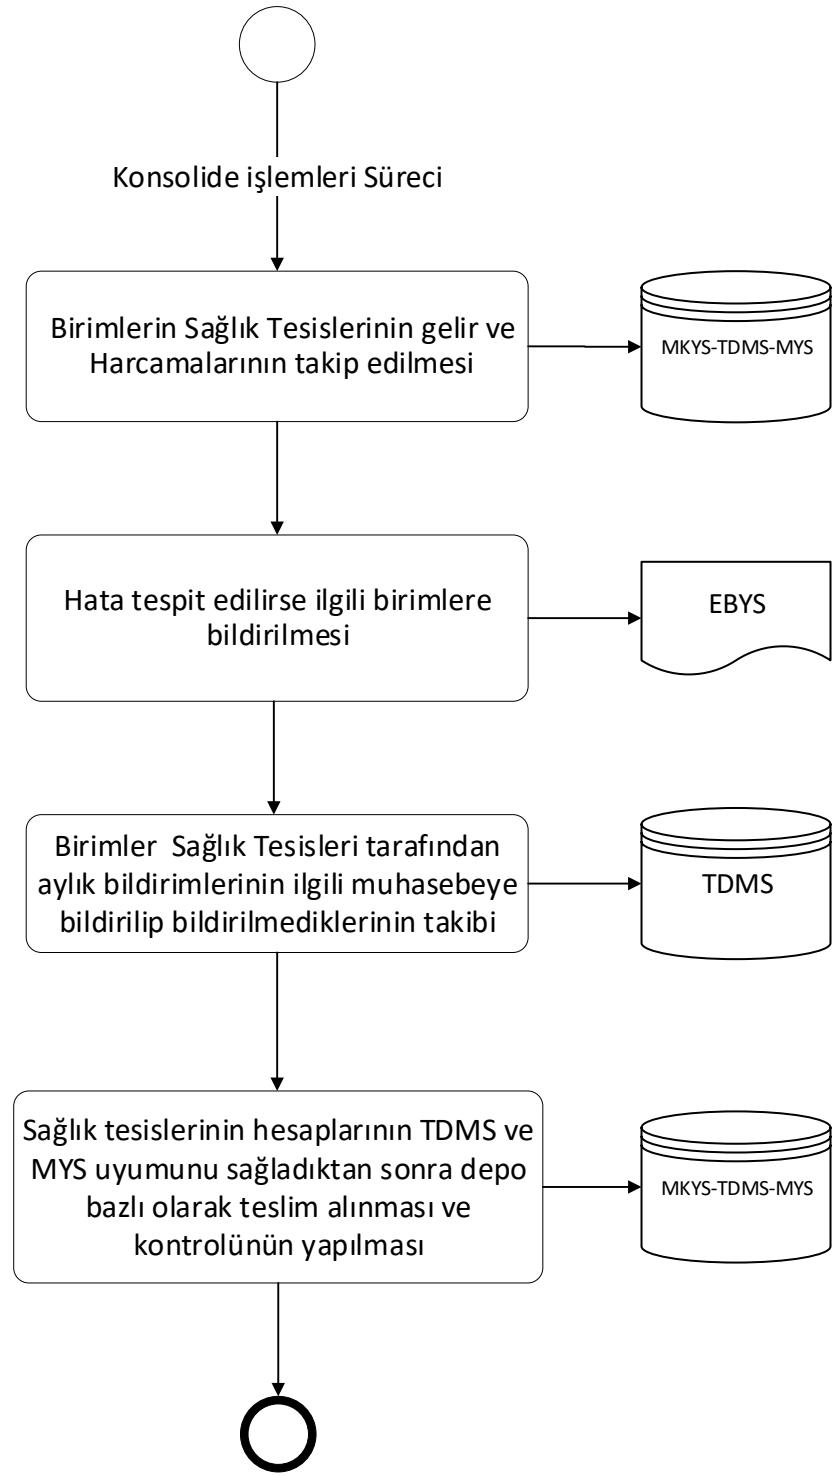 Konsolide işlemleri Süreci
Birimlerin Sağlık Tesislerinin gelir ve
Harcamalarının takip edilmesi
MKYS-TDMS-MYS
Hata tespit edilirse ilgili birimlere
bildirilmesi
EBYS
Birimler  Sağlık Tesisleri tarafından
aylık bildirimlerinin ilgili muhasebeye
bildirilip bildirilmediklerinin takibi
TDMS
Sağlık tesislerinin hesaplarının TDMS ve
MYS uyumunu sağladıktan sonra depo
bazlı olarak teslim alınması ve
kontrolünün yapılması
MKYS-TDMS-MYS